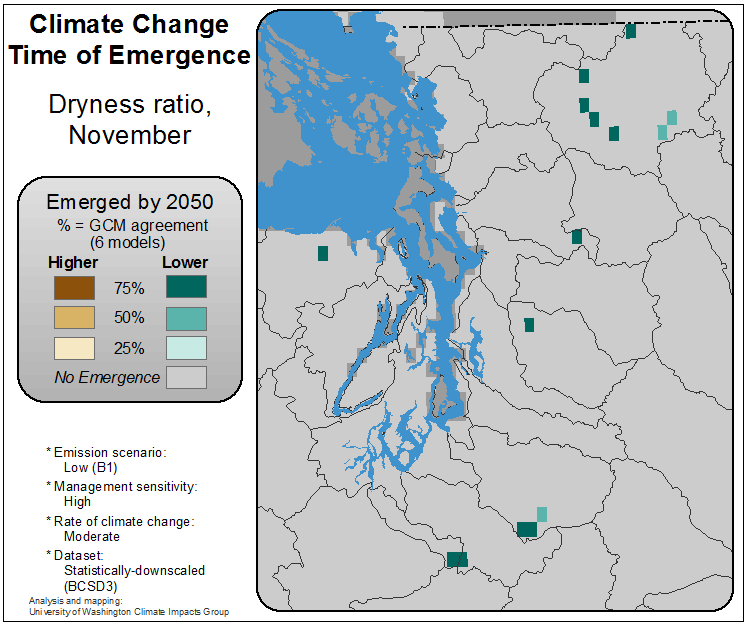 Climate Change
Time of Emergence
Dryness ratio,
November
Emerged by 2050
% = GCM agreement
(6 models)
Higher Lower
75%
50%
25%
No Emergence
* Emission scenario:
Low (B1)
* Management sensitivity:
High
* Rate of climate change:
Moderate
* Dataset:
Statistically-downscaled
(BCSD3)
Analysis and mapping:
University of Washington Climate Impacts Group